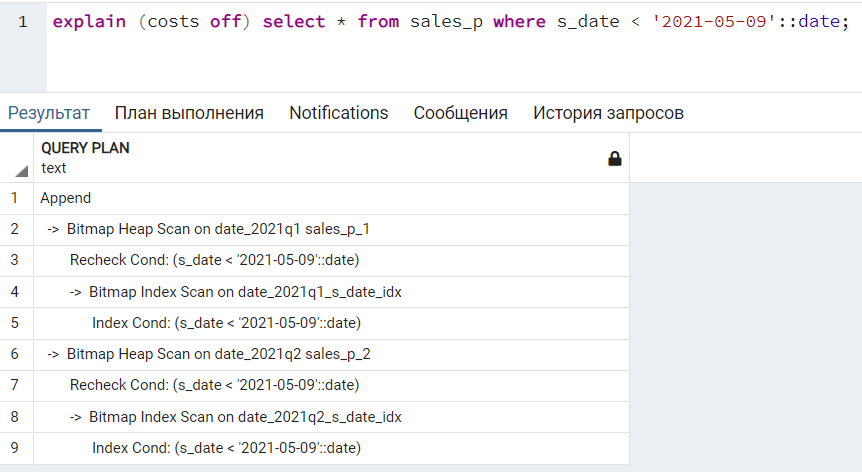 1 explain (costs off) select * from sales_p where s_date < '2021-05-09'::date;
Результат План выполнения Notifications Сообщения История запросов
QUERY PLAN
text
1 Append
2 -> Bitmap Heap Scan on date_2021q1 sales_p_1
3 Recheck Cond: (s_date < '2021-05-09'::date)
4 -> Bitmap Index Scan on date_2021q1_s_date_idx
5 Index Cond: (s_date < '2021-05-09'::date)
6 -> Bitmap Heap Scan on date_2021q2 sales_p_2
7 Recheck Cond: (s_date < '2021-05-09'::date)
8 -> Bitmap Index Scan on date_2021q2_s_date_idx
9 Index Cond: (s_date < '2021-05-09'::date)